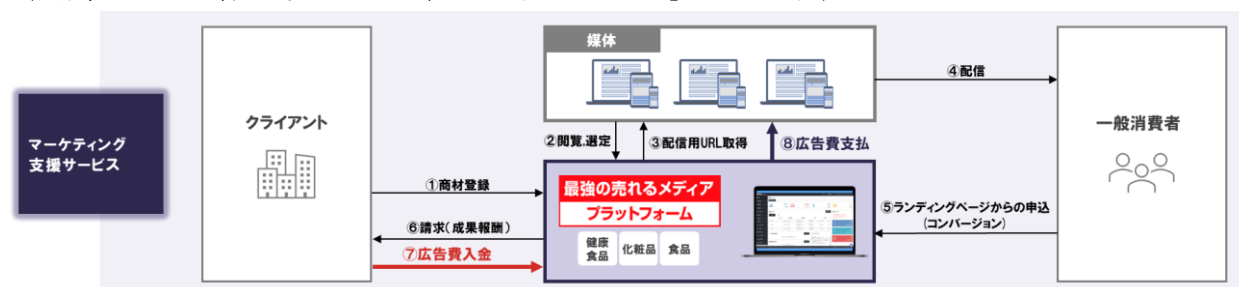 マーケティング
支援サービス
クライアント
①商材登録
⑥請求(成果報酬)
⑦広告費入金
媒体
②閲覧,選定
③配信用URL取得
⑧広告費支払
最強の売れるメディア
プラットフォーム
健康
食品
化粧品
食品
④配信
⑤ランディングページからの申込
(コンバージョン)
一般消費者